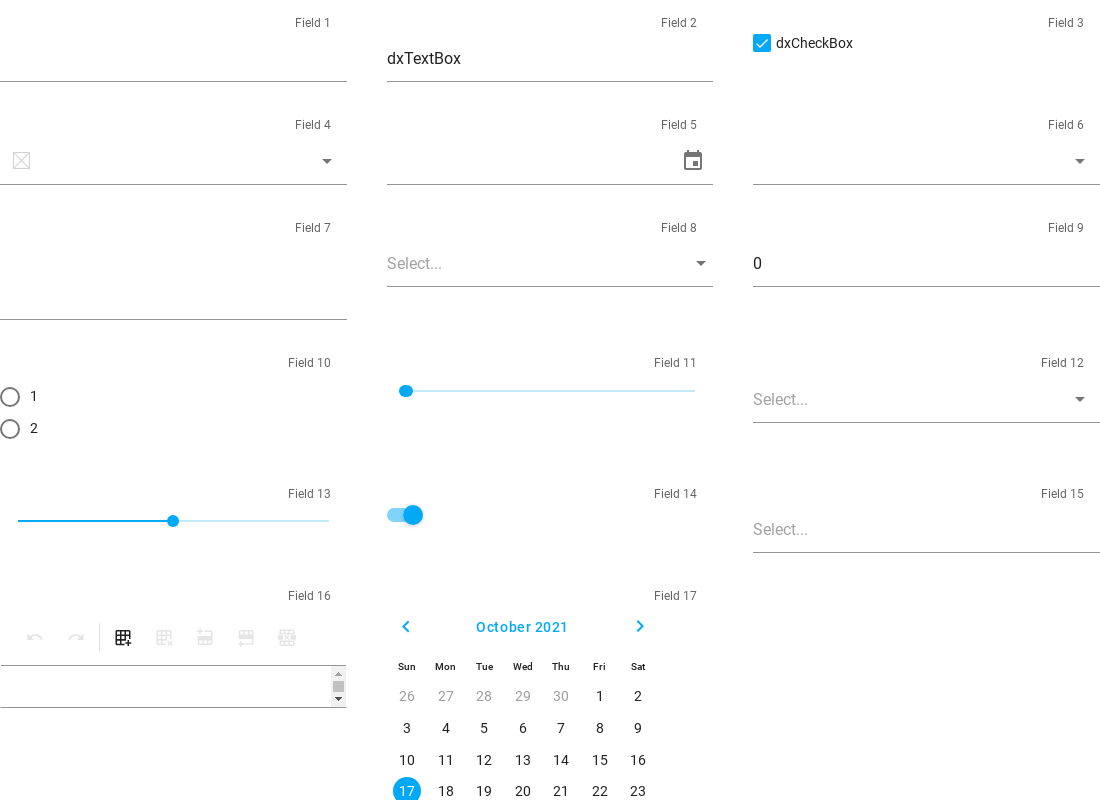 Field 1
Field 2
dxTextBox
Field 3
dxCheckBox
Field 4
Field 5
Field 6
Field 7
Field 8
Select...
Field 9
0
Field 10
1
2
Field 11
Field 12
Select...
Field 13
Field 14
Field 15
Select...
Field 16
Field 17
October 2021
Sun Mon Tue Wed Thu Fri Sat
26 27 28 29 30 1 2
3 4 5 6 7 8 9
10 11 12 13 14 15 16
17 18 19 20 21 22 23